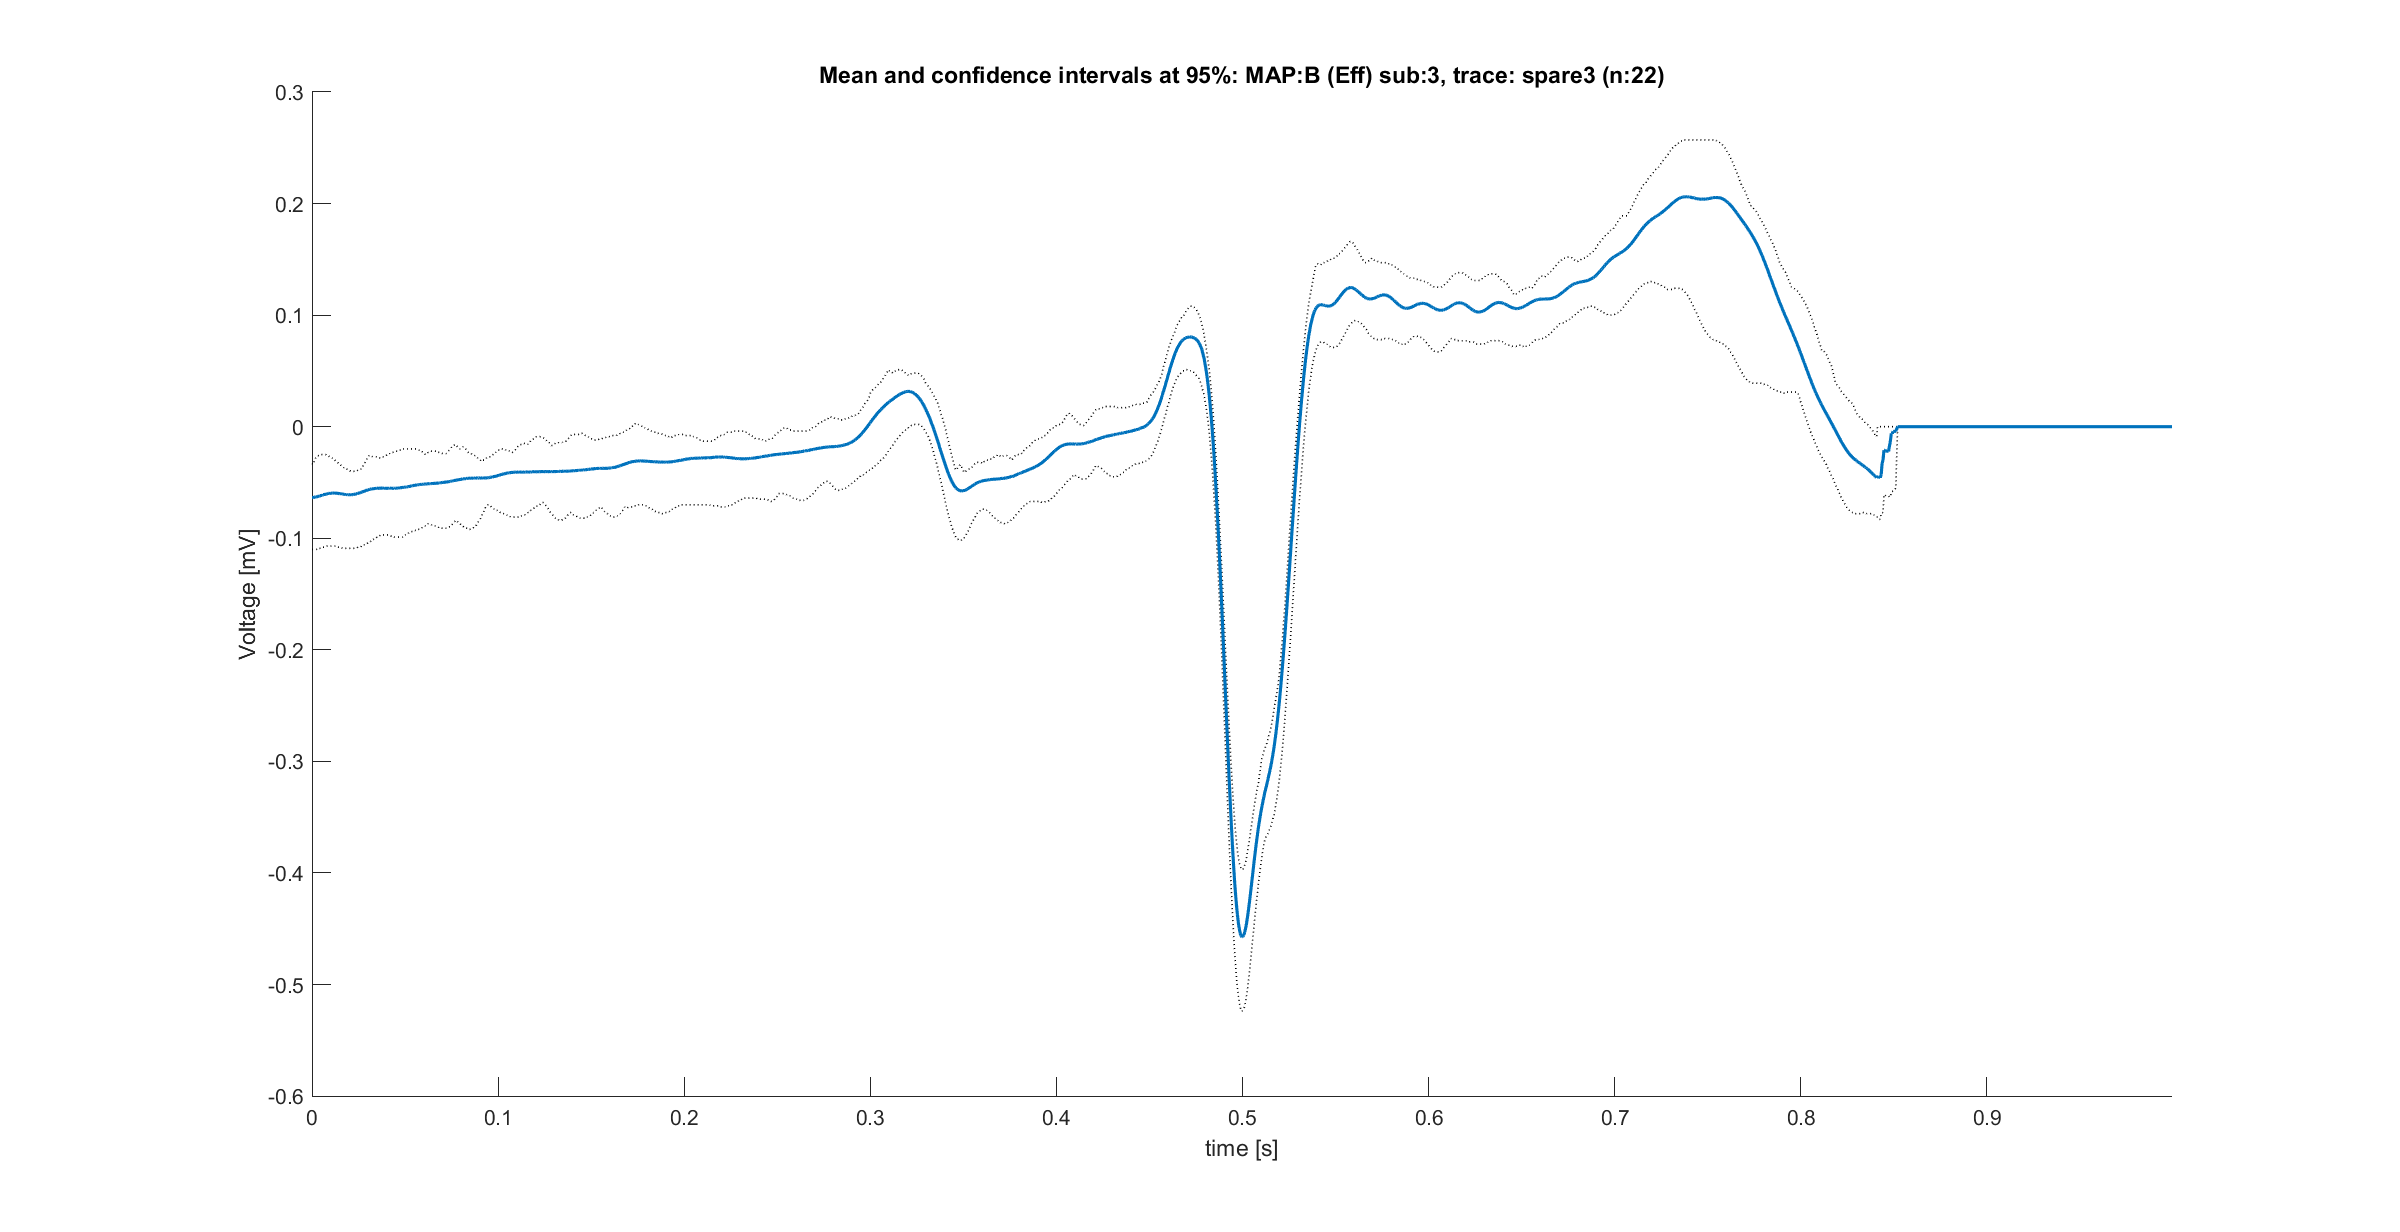 Mean and confidence intervals at 95%: MAP:B (Eff) sub:3, trace: spare3 (n:22)
0.3
0.2
0.1
0
-0.1
-0.2
-0.3
-0.4
-0.5
-0.6
Voltage [mV]
0 0.1 0.2 0.3 0.4 0.5 0.6 0.7 0.8 0.9
time [s]